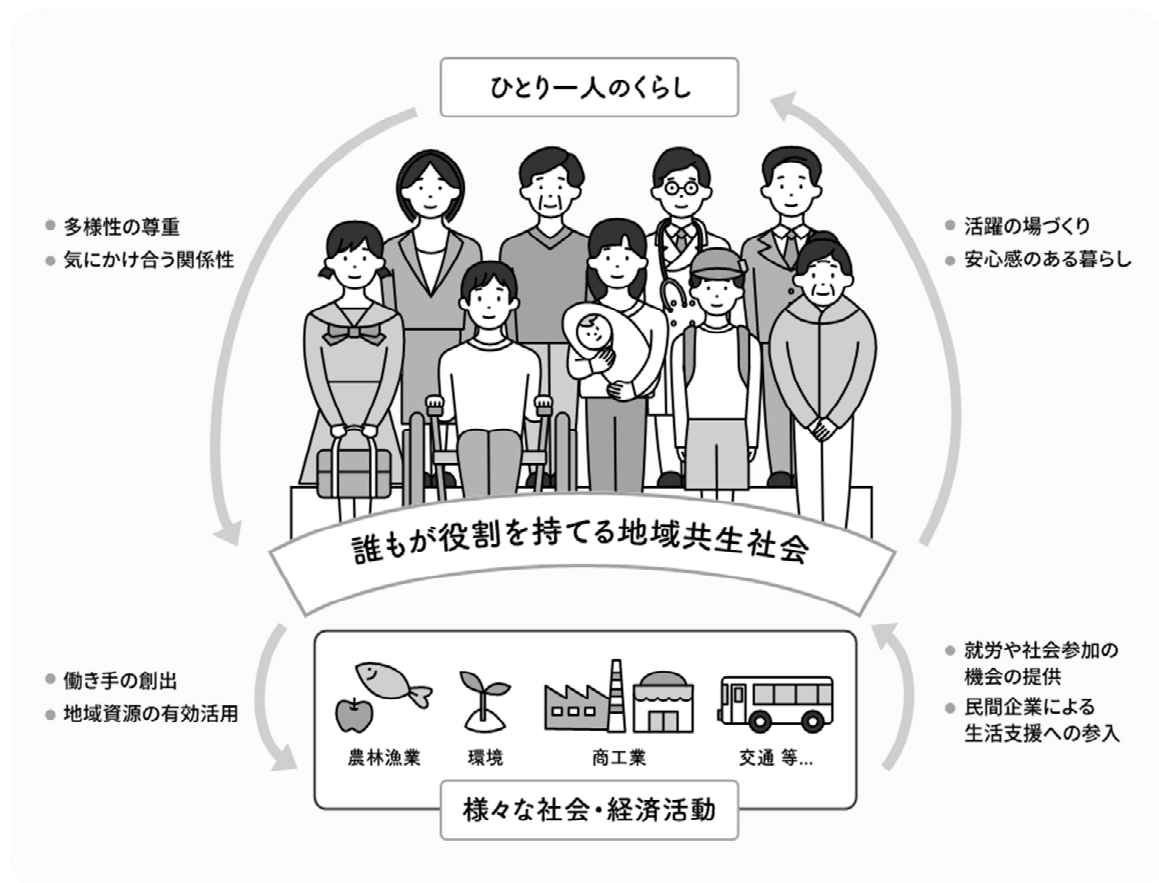 ひとり一人のくらし
多様性の尊重
気にかけ合う関係性
活躍の場づくり
安心感のある暮らし
誰もが役割を持てる地域共生社会
働き手の創出
地域資源の有効活用
就労や社会参加の
機会の提供
民間企業による
生活支援への参入
農林漁業
環境
商工業
交通 等...
様々な社会・経済活動